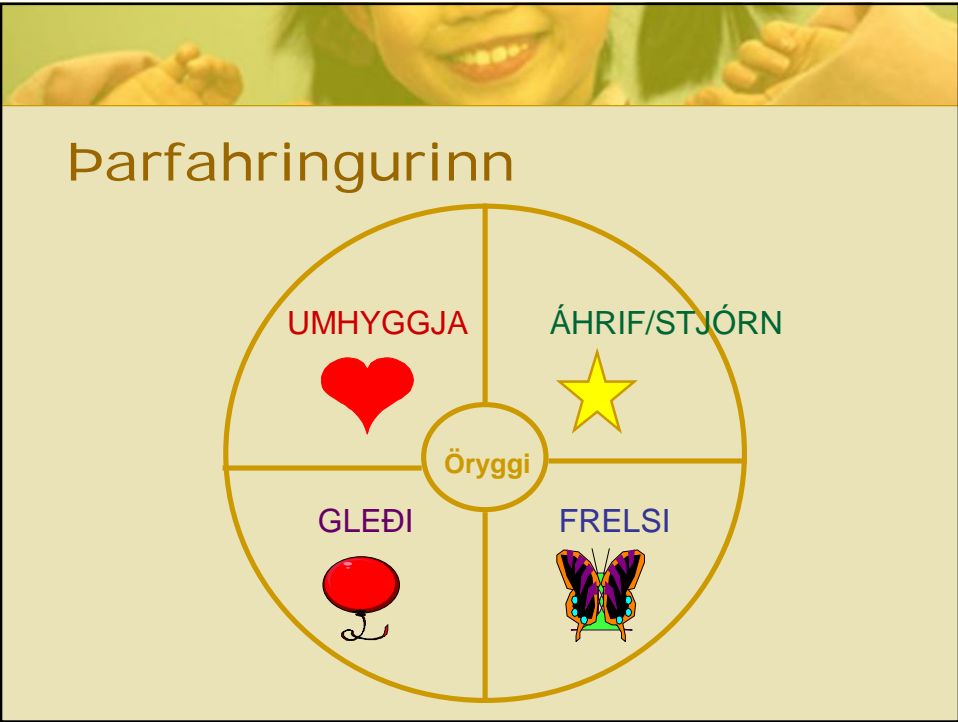 Þarfahringurinn
UMHYGGJA
ÁHRIF/STJÓRN
Öryggi
GLEÐI
FRELSI